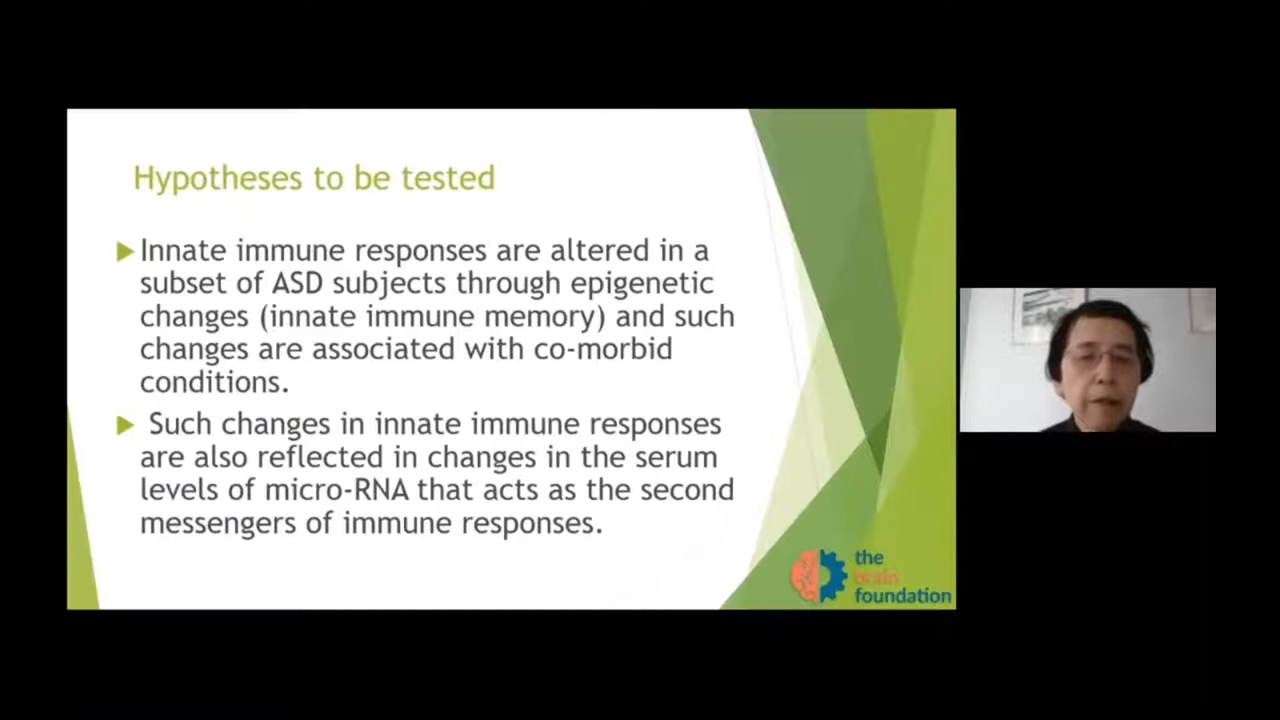 Hypotheses to be tested
Innate immune responses are altered in a
subset of ASD subjects through epigenetic
changes (innate immune memory) and such
changes are associated with co-morbid
conditions.
Such changes in innate immune responses
are also reflected in changes in the serum
levels of micro-RNA that acts as the second
messengers of immune responses.
the
brain
foundation